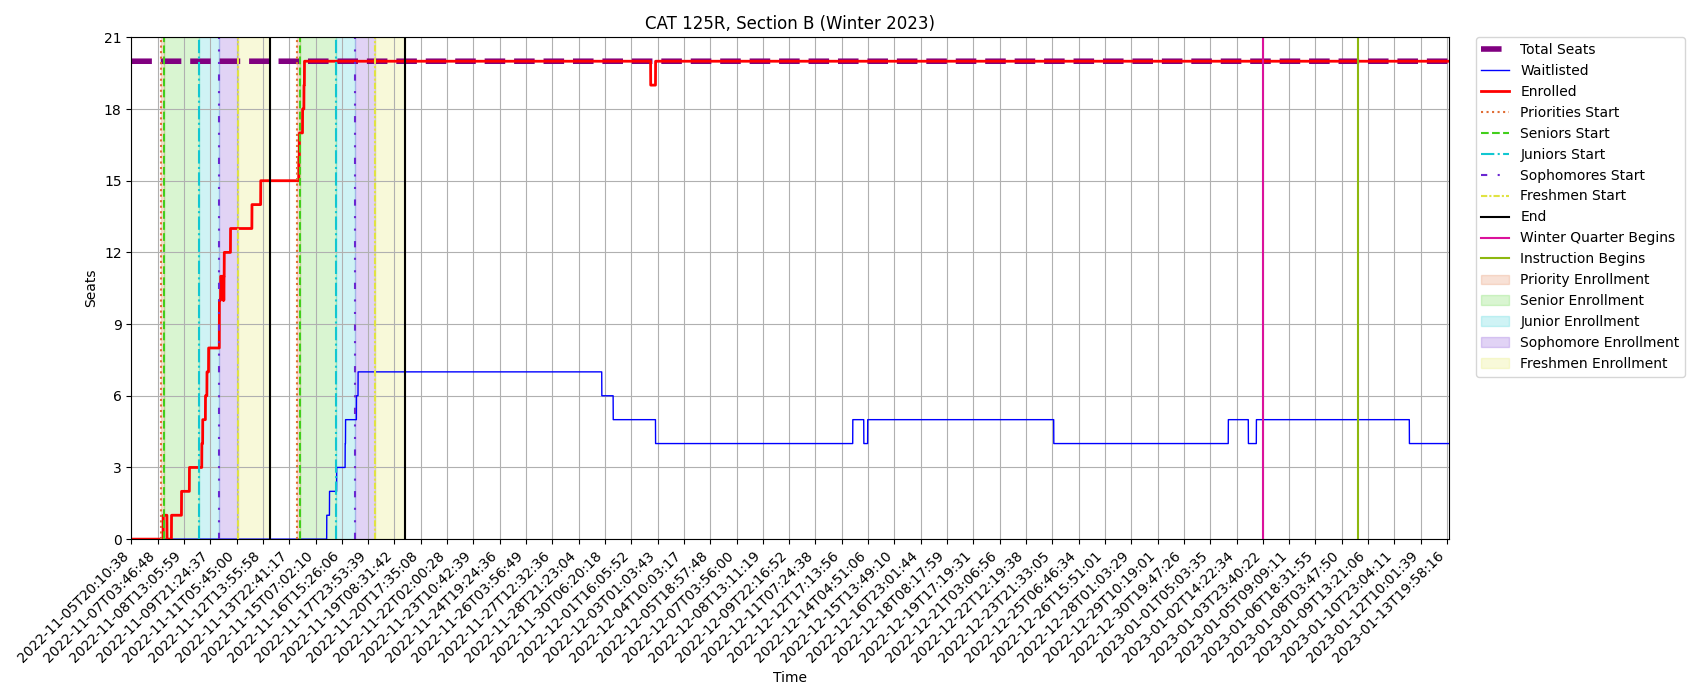 CAT 125R, Section B (Winter 2023)
21
18
15
12
9
6
3
0
Seats
2022-11-05T20:10:38
2022-11-07T03:46:48
2022-11-08T13:05:59
2022-11-09T21:24:37
2022-11-11T05:45:00
2022-11-12T13:55:58
2022-11-13T22:41:17
2022-11-15T07:02:10
2022-11-16T15:26:06
2022-11-17T23:53:39
2022-11-19T08:31:42
2022-11-20T17:35:08
2022-11-22T02:00:28
2022-11-23T10:42:39
2022-11-24T19:24:36
2022-11-26T03:56:49
2022-11-27T12:32:36
2022-11-28T21:23:04
2022-11-30T06:20:18
2022-12-01T16:05:52
2022-12-03T01:03:43
2022-12-04T10:03:17
2022-12-05T18:57:48
2022-12-07T03:56:00
2022-12-08T13:11:19
2022-12-09T22:16:52
2022-12-11T07:24:38
2022-12-12T17:13:56
2022-12-14T04:51:06
2022-12-15T13:49:10
2022-12-16T23:01:44
2022-12-18T08:17:59
2022-12-19T17:19:31
2022-12-21T03:06:56
2022-12-22T12:19:38
2022-12-23T21:33:05
2022-12-25T06:46:34
2022-12-26T15:51:01
2022-12-28T01:03:29
2022-12-29T10:19:01
2022-12-30T19:47:26
2023-01-01T05:03:35
2023-01-02T14:22:34
2023-01-03T23:40:22
2023-01-05T09:09:11
2023-01-06T18:31:55
2023-01-08T03:47:50
2023-01-09T13:21:06
2023-01-10T23:04:11
2023-01-12T10:01:39
2023-01-13T19:58:16
Time
Total Seats
Waitlisted
Enrolled
Priorities Start
Seniors Start
Juniors Start
Sophomores Start
Freshmen Start
End
Winter Quarter Begins
Instruction Begins
Priority Enrollment
Senior Enrollment
Junior Enrollment
Sophomore Enrollment
Freshmen Enrollment